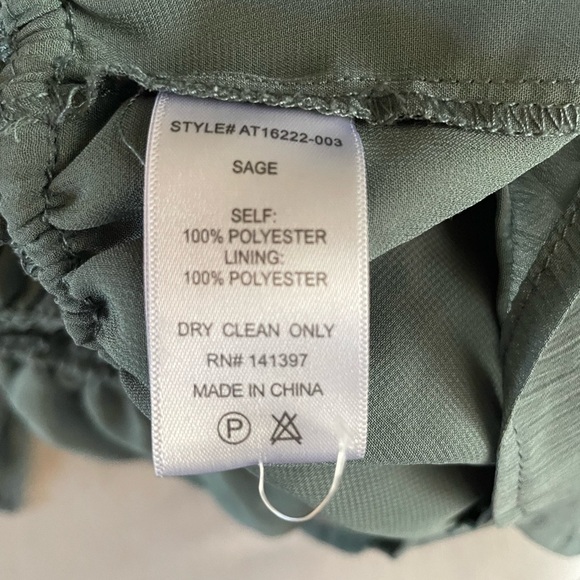 STYLE# AT16222-003
SAGE
SELF:
100% POLYESTER
LINING:
100% POLYESTER
DRY CLEAN ONLY
RN# 141397
MADE IN CHINA
P